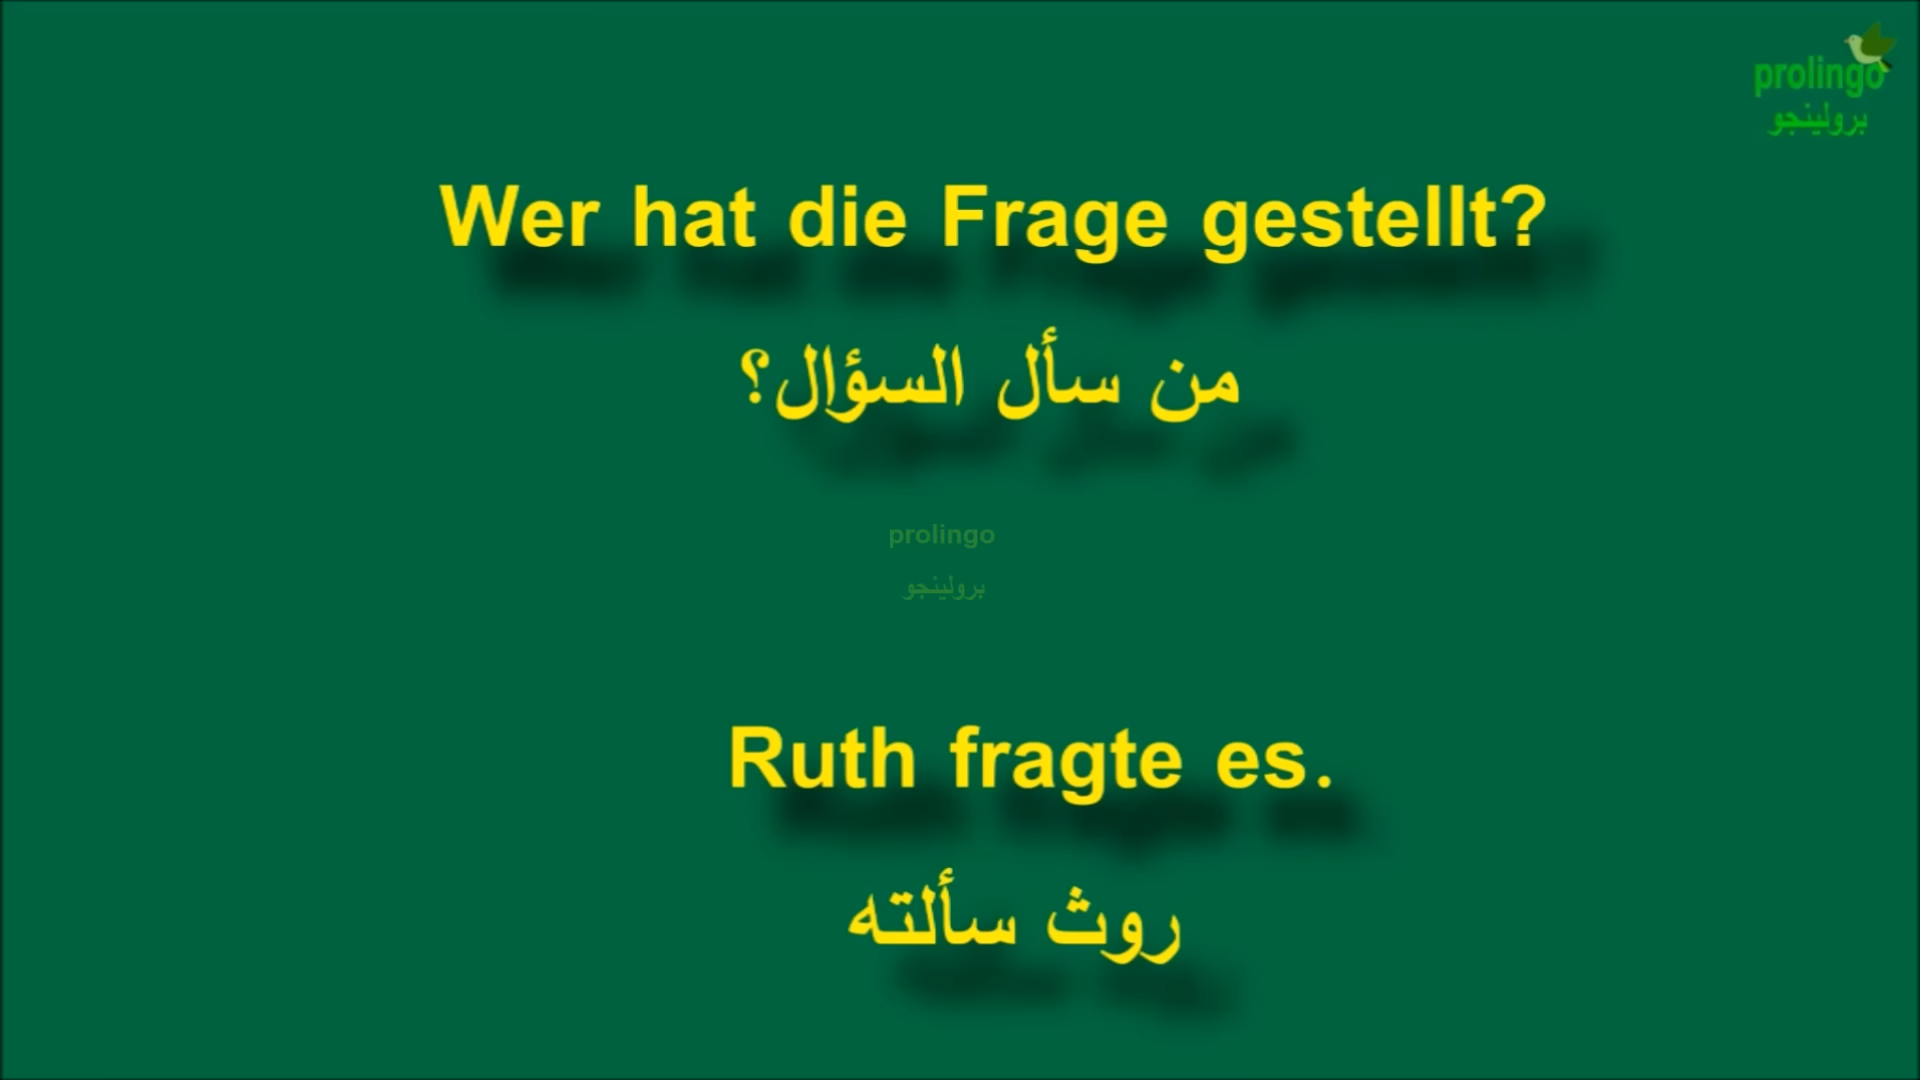 prolingo
برولينجو
Wer hat die Frage gestellt?
من سأل السؤال؟
prolingo
برولينجو
Ruth fragte es.
روث سألته